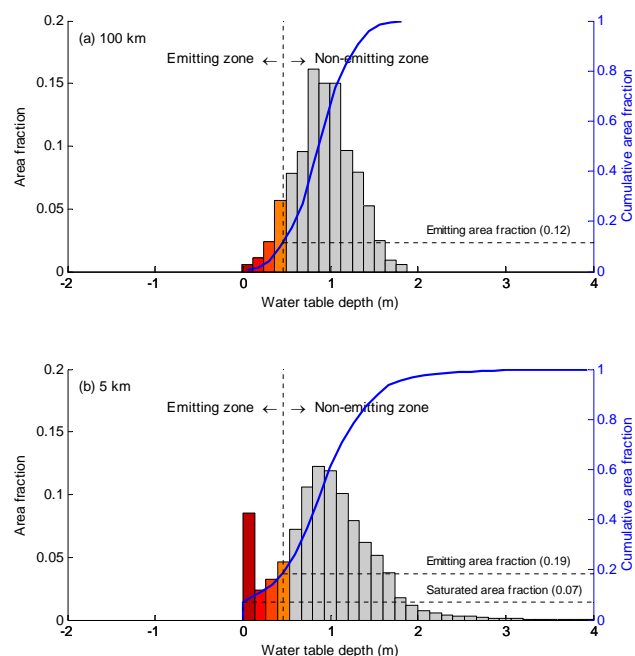 0.2
1
(a) 100 km
Emitting zone ← → Non-emitting zone
0.15
0.8
0.6
0.1
0.4
0.05
Emitting area fraction (0.12)
0.2
0
0
-2 -1 0 1 2 3 4
Water table depth (m)
Area fraction
Cumulative area fraction
0.2
1
(b) 5 km
Emitting zone ← → Non-emitting zone
0.15
0.8
0.6
0.1
0.4
0.05
Emitting area fraction (0.19)
0.2
Saturated area fraction (0.07)
0
0
-2 -1 0 1 2 3 4
Water table depth (m)
Area fraction
Cumulative area fraction